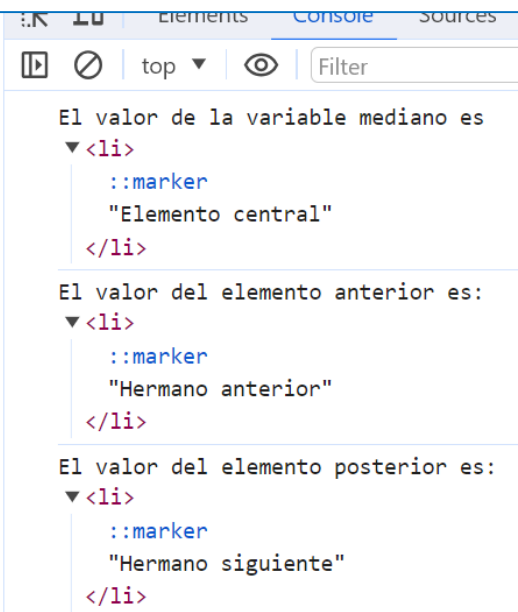 Elements Console Sources
top ▼ Filter
El valor de la variable mediano es
▼<li>
::marker
"Elemento central"
</li>
El valor del elemento anterior es:
▼<li>
::marker
"Hermano anterior"
</li>
El valor del elemento posterior es:
▼<li>
::marker
"Hermano siguiente"
</li>